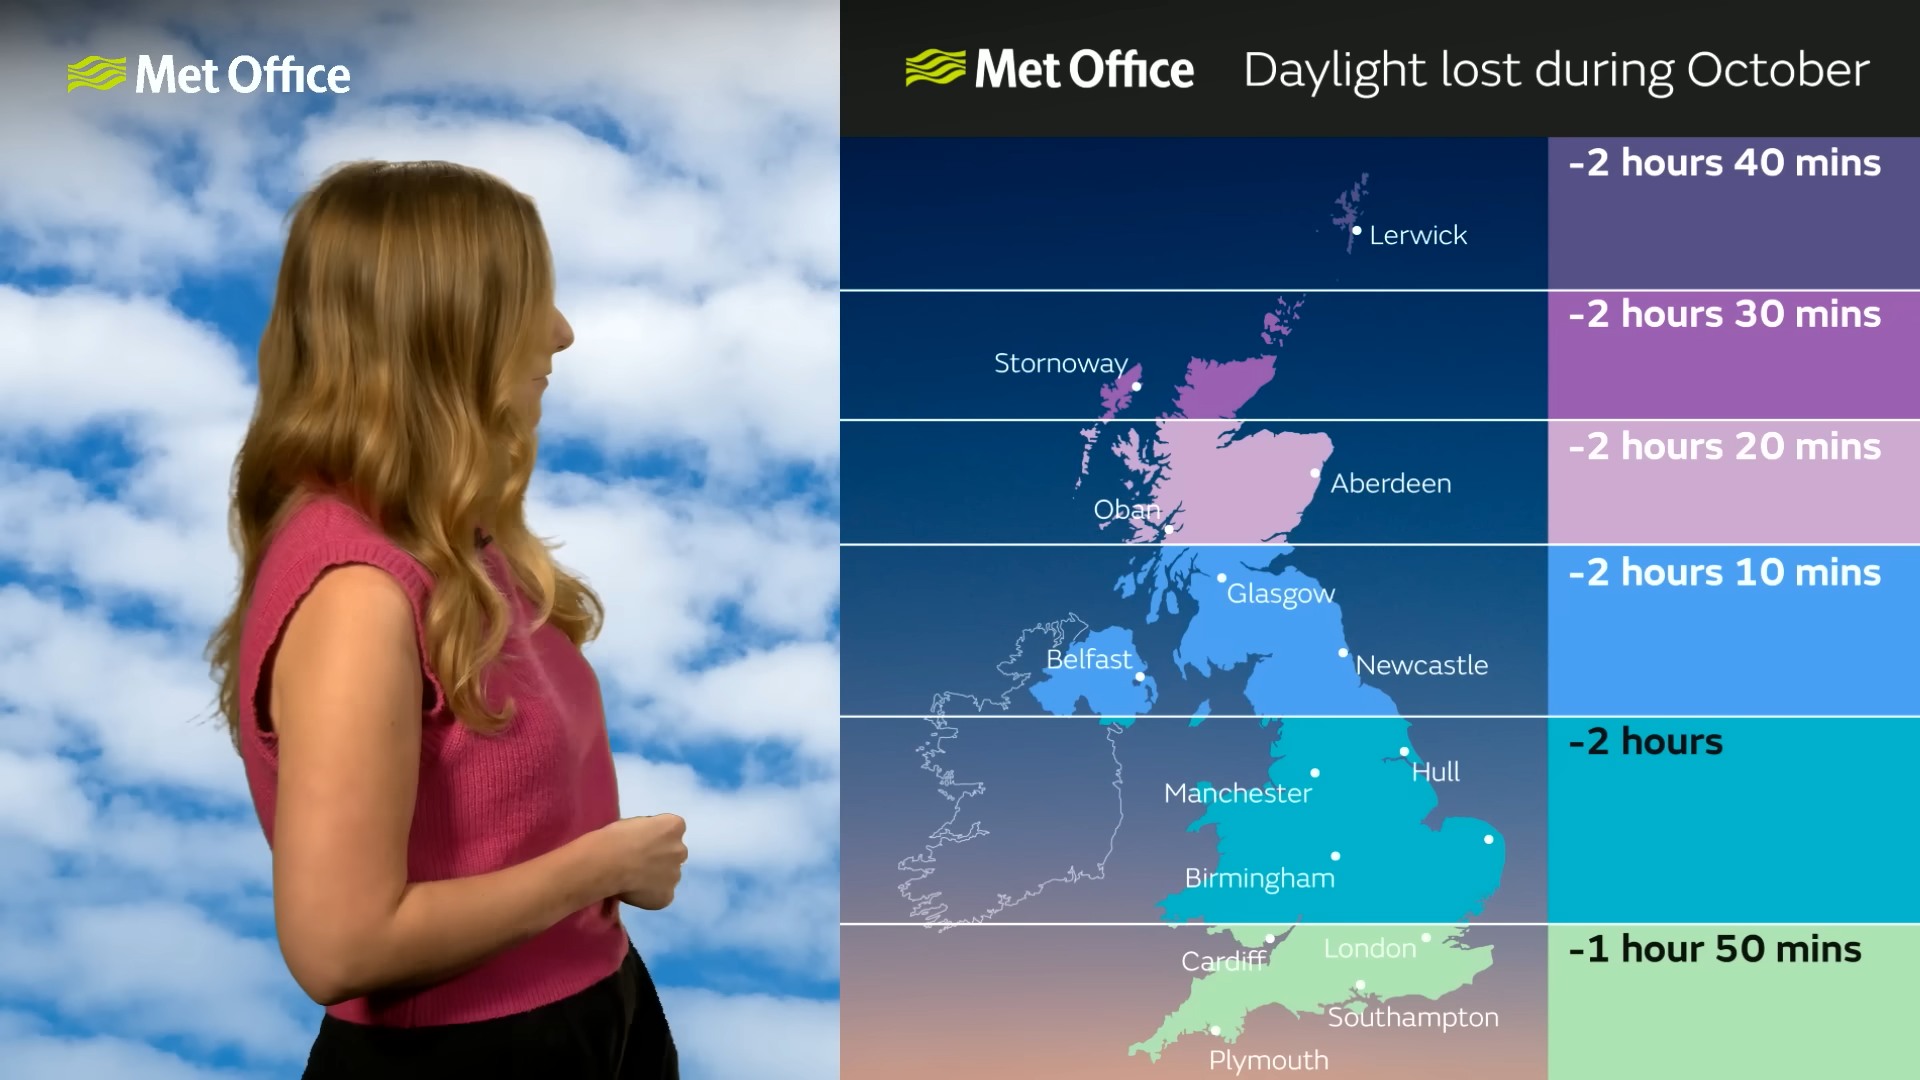 Met Office
Met Office Daylight lost during October
-2 hours 40 mins
Lerwick
-2 hours 30 mins
Stornoway
-2 hours 20 mins
Aberdeen
Oban
-2 hours 10 mins
Glasgow
Belfast
Newcastle
-2 hours
Hull
Manchester
Birmingham
-1 hour 50 mins
London
Cardiff
Southampton
Plymouth